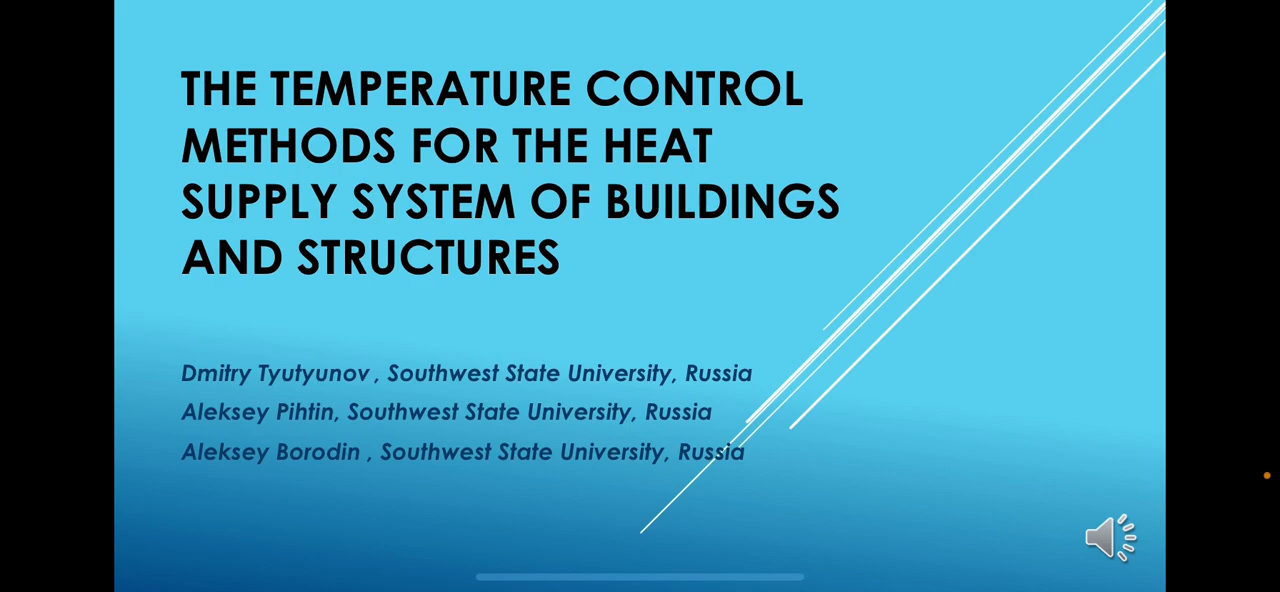 THE TEMPERATURE CONTROL
METHODS FOR THE HEAT
SUPPLY SYSTEM OF BUILDINGS
AND STRUCTURES
Dmitry Tyutyunov , Southwest State University, Russia
Aleksey Pihtin, Southwest State University, Russia
Aleksey Borodin , Southwest State University, Russia